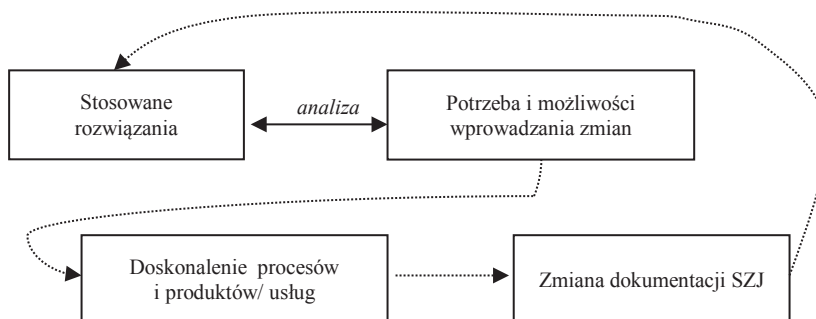 Stosowane
rozwiązania
analiza
Potrzeba i możliwości
wprowadzania zmian
Doskonalenie procesów
i produktów/ usług
Zmiana dokumentacji SZJ